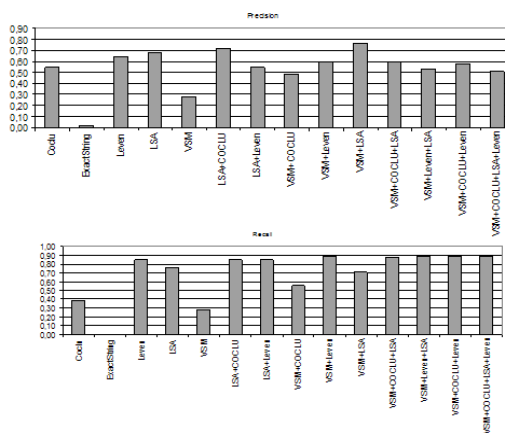 Precision
0,90
0,80
0,70
0,60
0,50
0,40
0,30
0,20
0,10
0,00
Coclu
ExactString
Leven
LSA
VSM
LSA+COCLU
LSA+Leven
VSM+COCLU
VSM+Leven
VSM+LSA
VSM+COCLU+LSA
VSM+Leven+LSA
VSM+COCLU+Leven
VSM+COCLU+LSA+Leven
Recall
1,00
0,90
0,80
0,70
0,60
0,50
0,40
0,30
0,20
0,10
0,00
Coclu
ExactString
Leven
LSA
VSM
LSA+COCLU
LSA+Leven
VSM+COCLU
VSM+Leven
VSM+LSA
VSM+COCLU+LSA
VSM+Leven+LSA
VSM+COCLU+Leven
VSM+COCLU+LSA+Leven